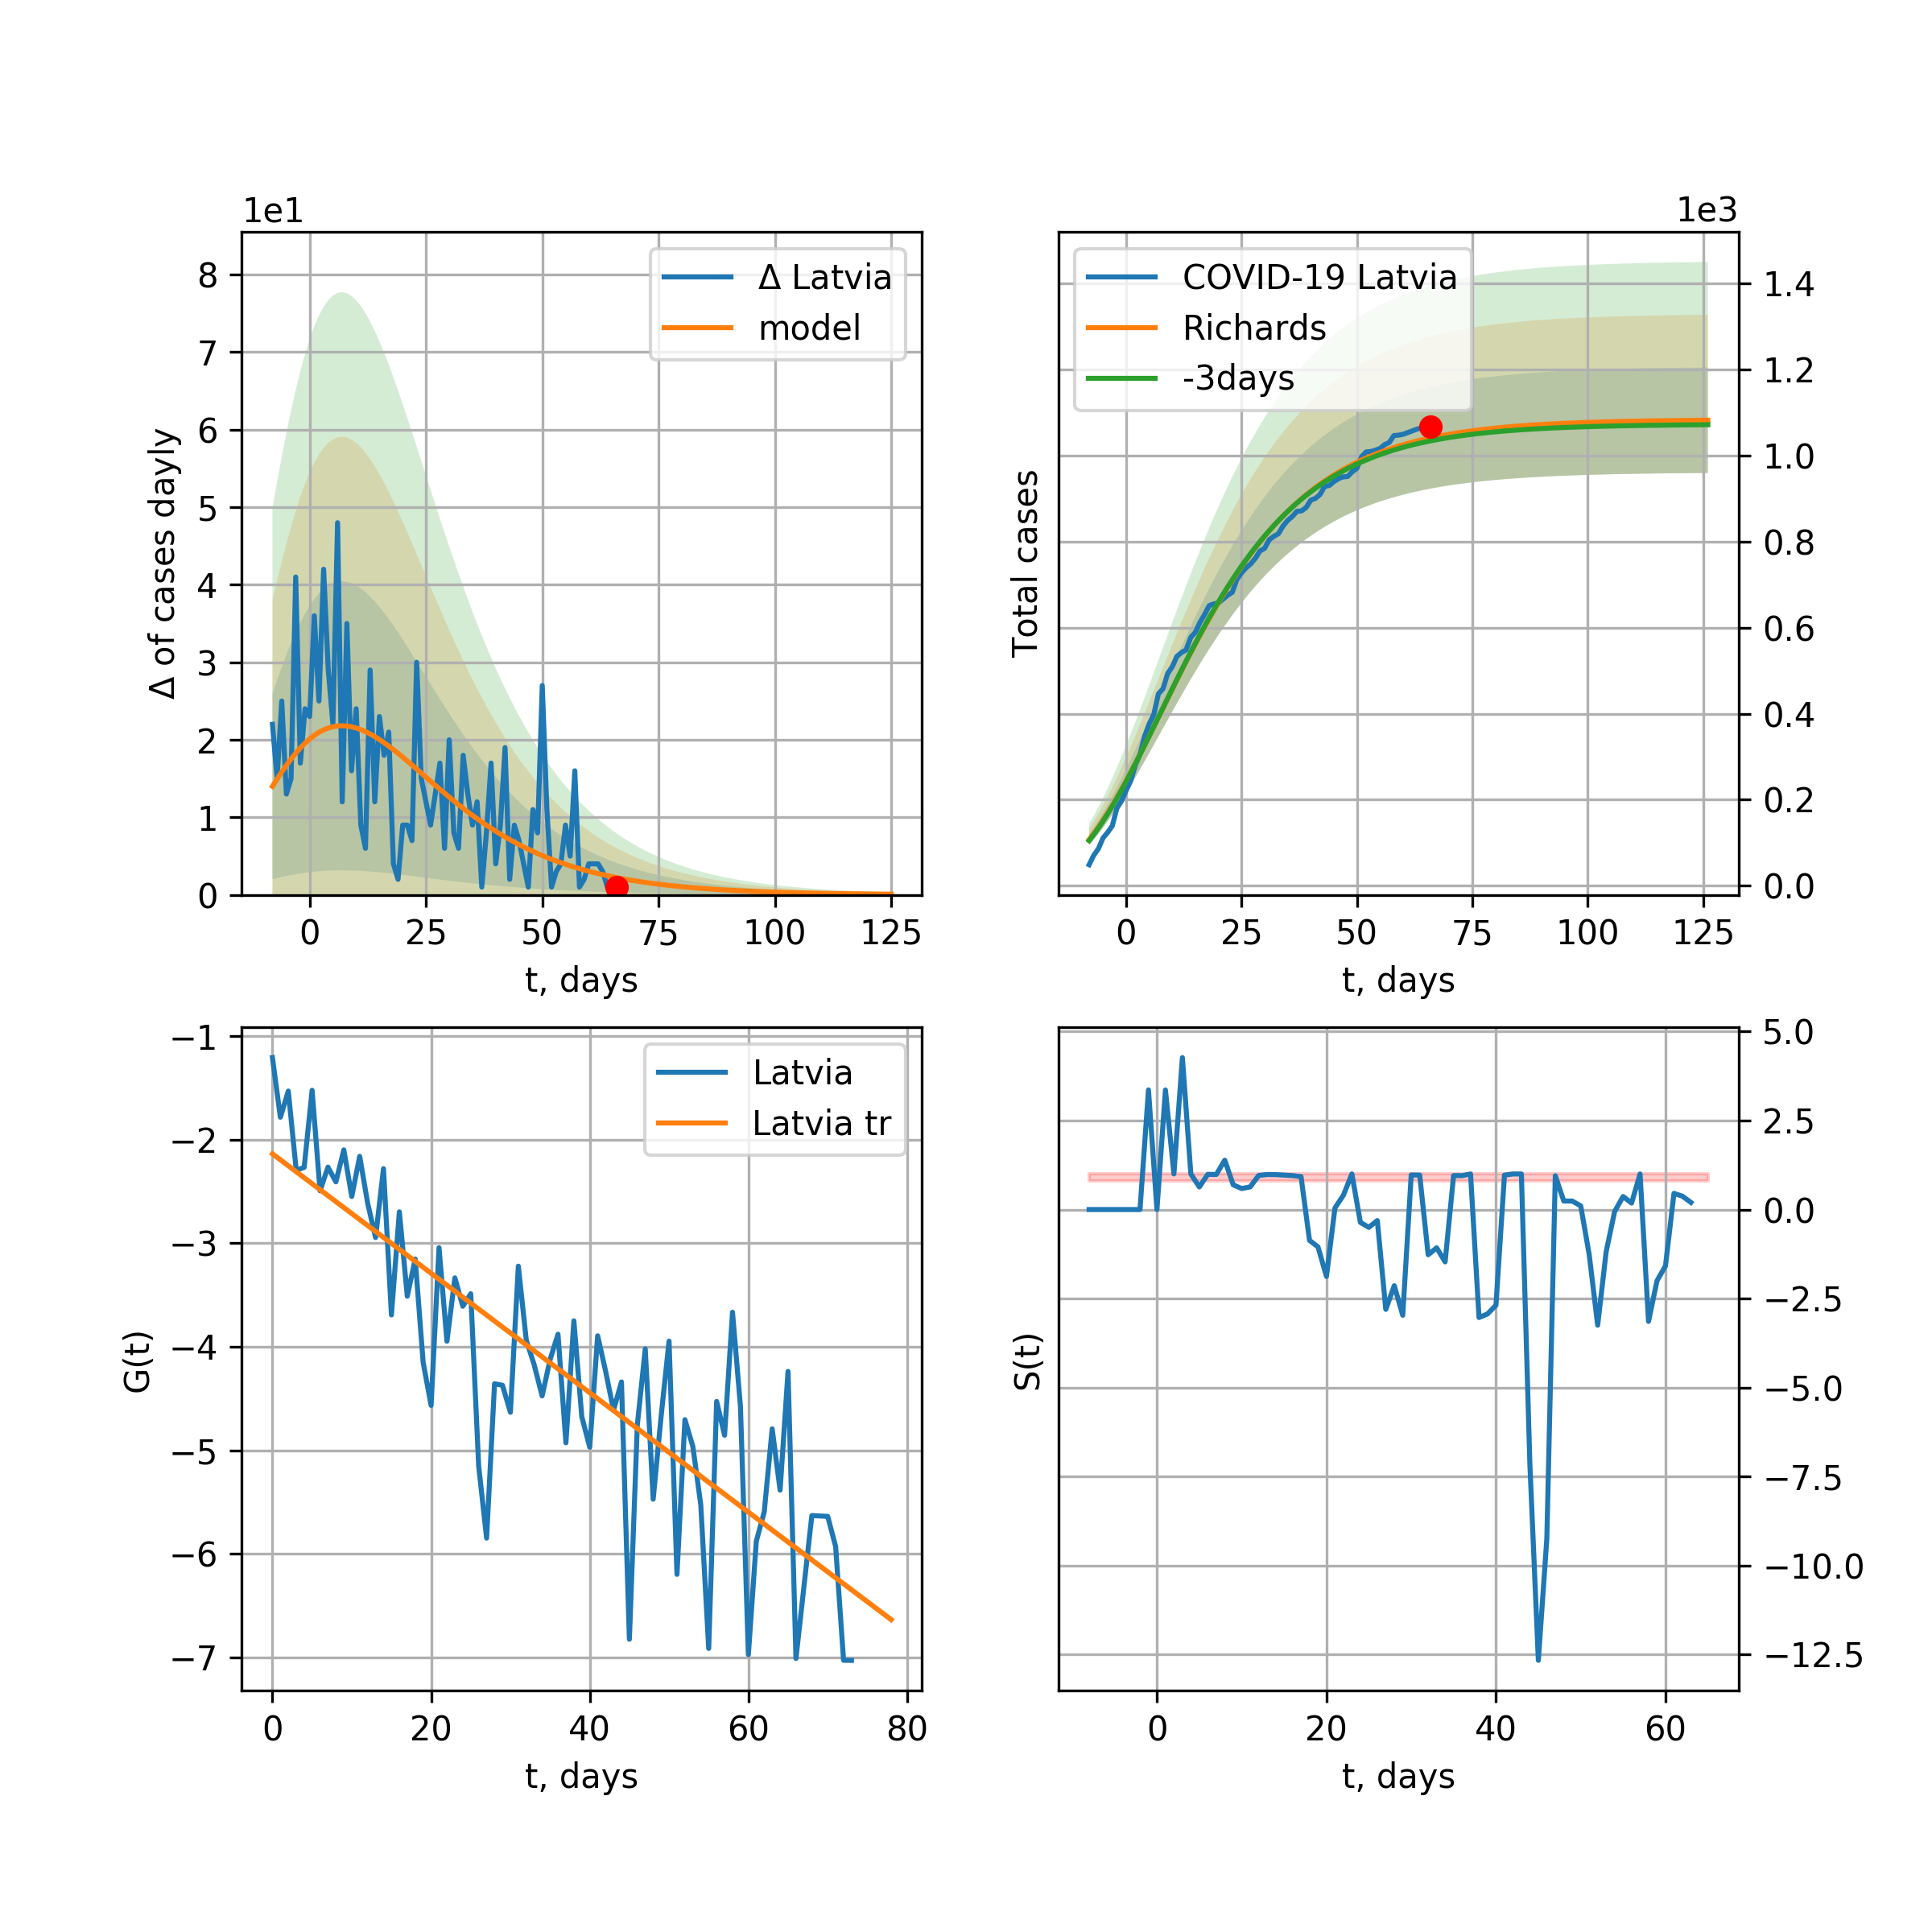 1e1
Δ of cases dayly
8
7
6
5
4
3
2
1
0
Δ Latvia
model
0 25 50 75 100 125
t, days
1e3
Total cases
COVID-19 Latvia
Richards
-3days
1.4
1.2
1.0
0.8
0.6
0.4
0.2
0.0
0 25 50 75 100 125
t, days
G(t)
−1
−2
−3
−4
−5
−6
−7
Latvia
Latvia tr
0 20 40 60 80
t, days
S(t)
5.0
2.5
0.0
−2.5
−5.0
−7.5
−10.0
−12.5
0 20 40 60
t, days